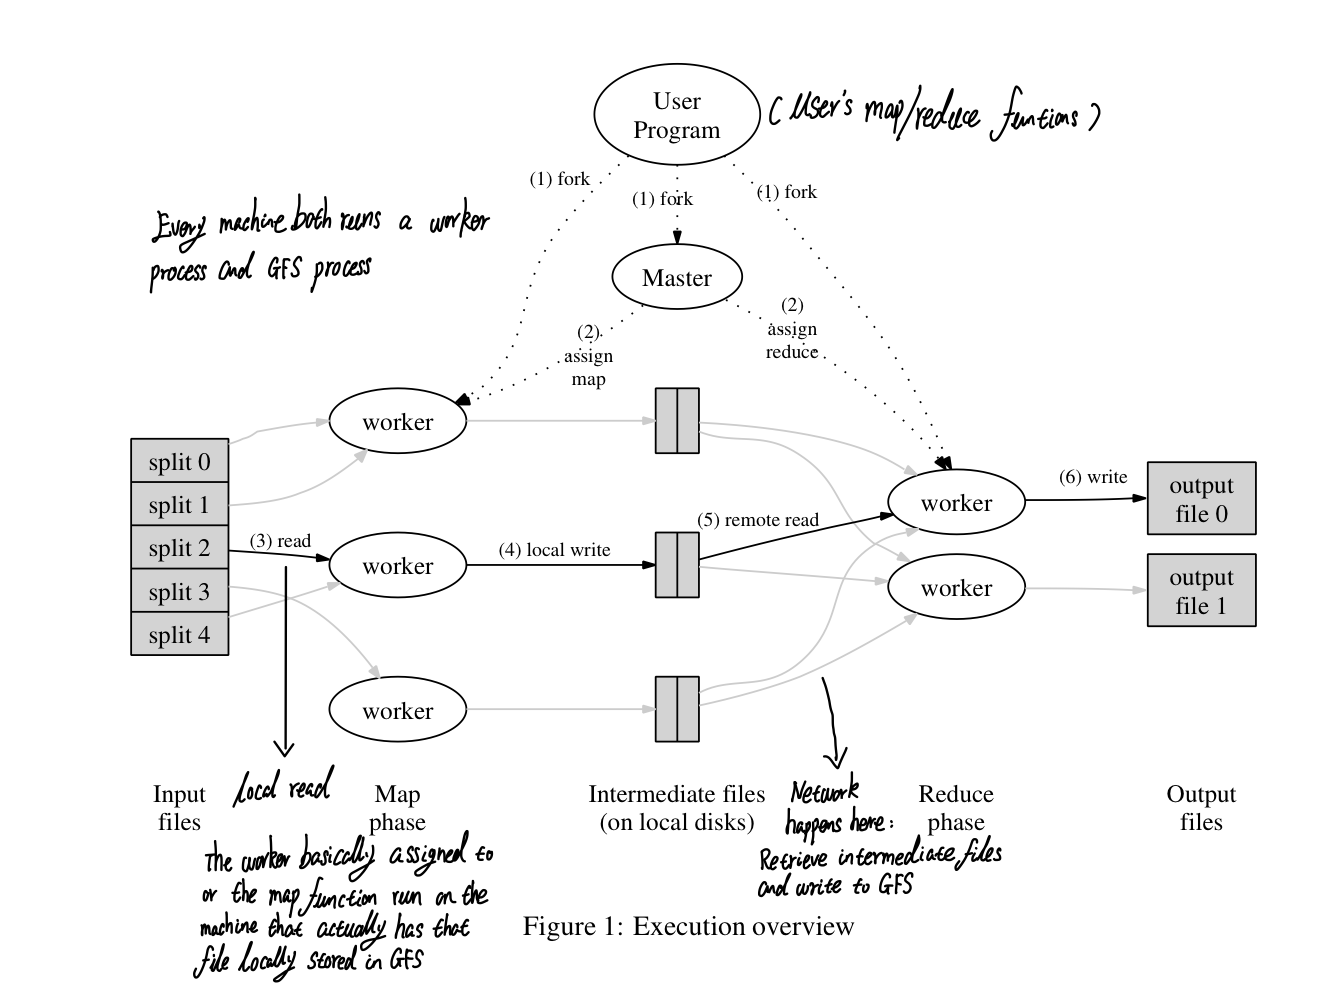 User
Program
( User's map/reduce funtions )
(1) fork
(1) fork
(1) fork
Every machine both runs a worker
process and GFS process
Master
(2)
assign
map
(2)
assign
reduce
worker
split 0
split 1
split 2
split 3
split 4
(3) read
worker
(4) local write
worker
(5) remote read
worker
(6) write
output
file 0
worker
output
file 1
Input
files
local read
Map
phase
Intermediate files
(on local disks)
Network
happens here:
Retrieve intermediate files
and write to GFS
Reduce
phase
Output
files
The worker basically assigned to
or the map function run on the
machine that actually has that
file locally stored in GFS
Figure 1: Execution overview